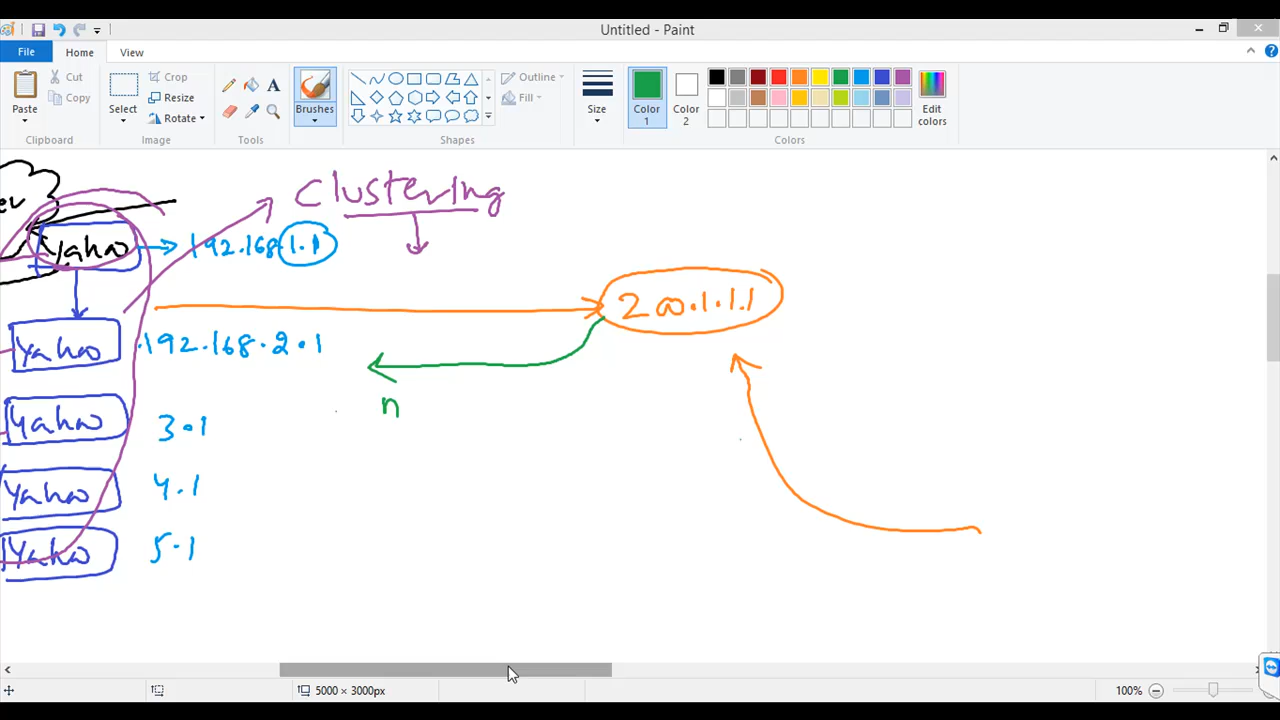 Untitled - Paint
File
Home
View
Paste
Cut
Copy
Clipboard
Select
Crop
Resize
Rotate
Image
A
Tools
Brushes
Shapes
Outline
Fill
Size
Color
1
Color
2
Edit
colors
Colors
Clustering
er
Yahoo
192.168.1.1
200.1.1.1
Yahoo
192.168.2.1
n
Yahoo
3.1
Yahoo
4.1
Yahoo
5.1
5000 × 3000px
100%